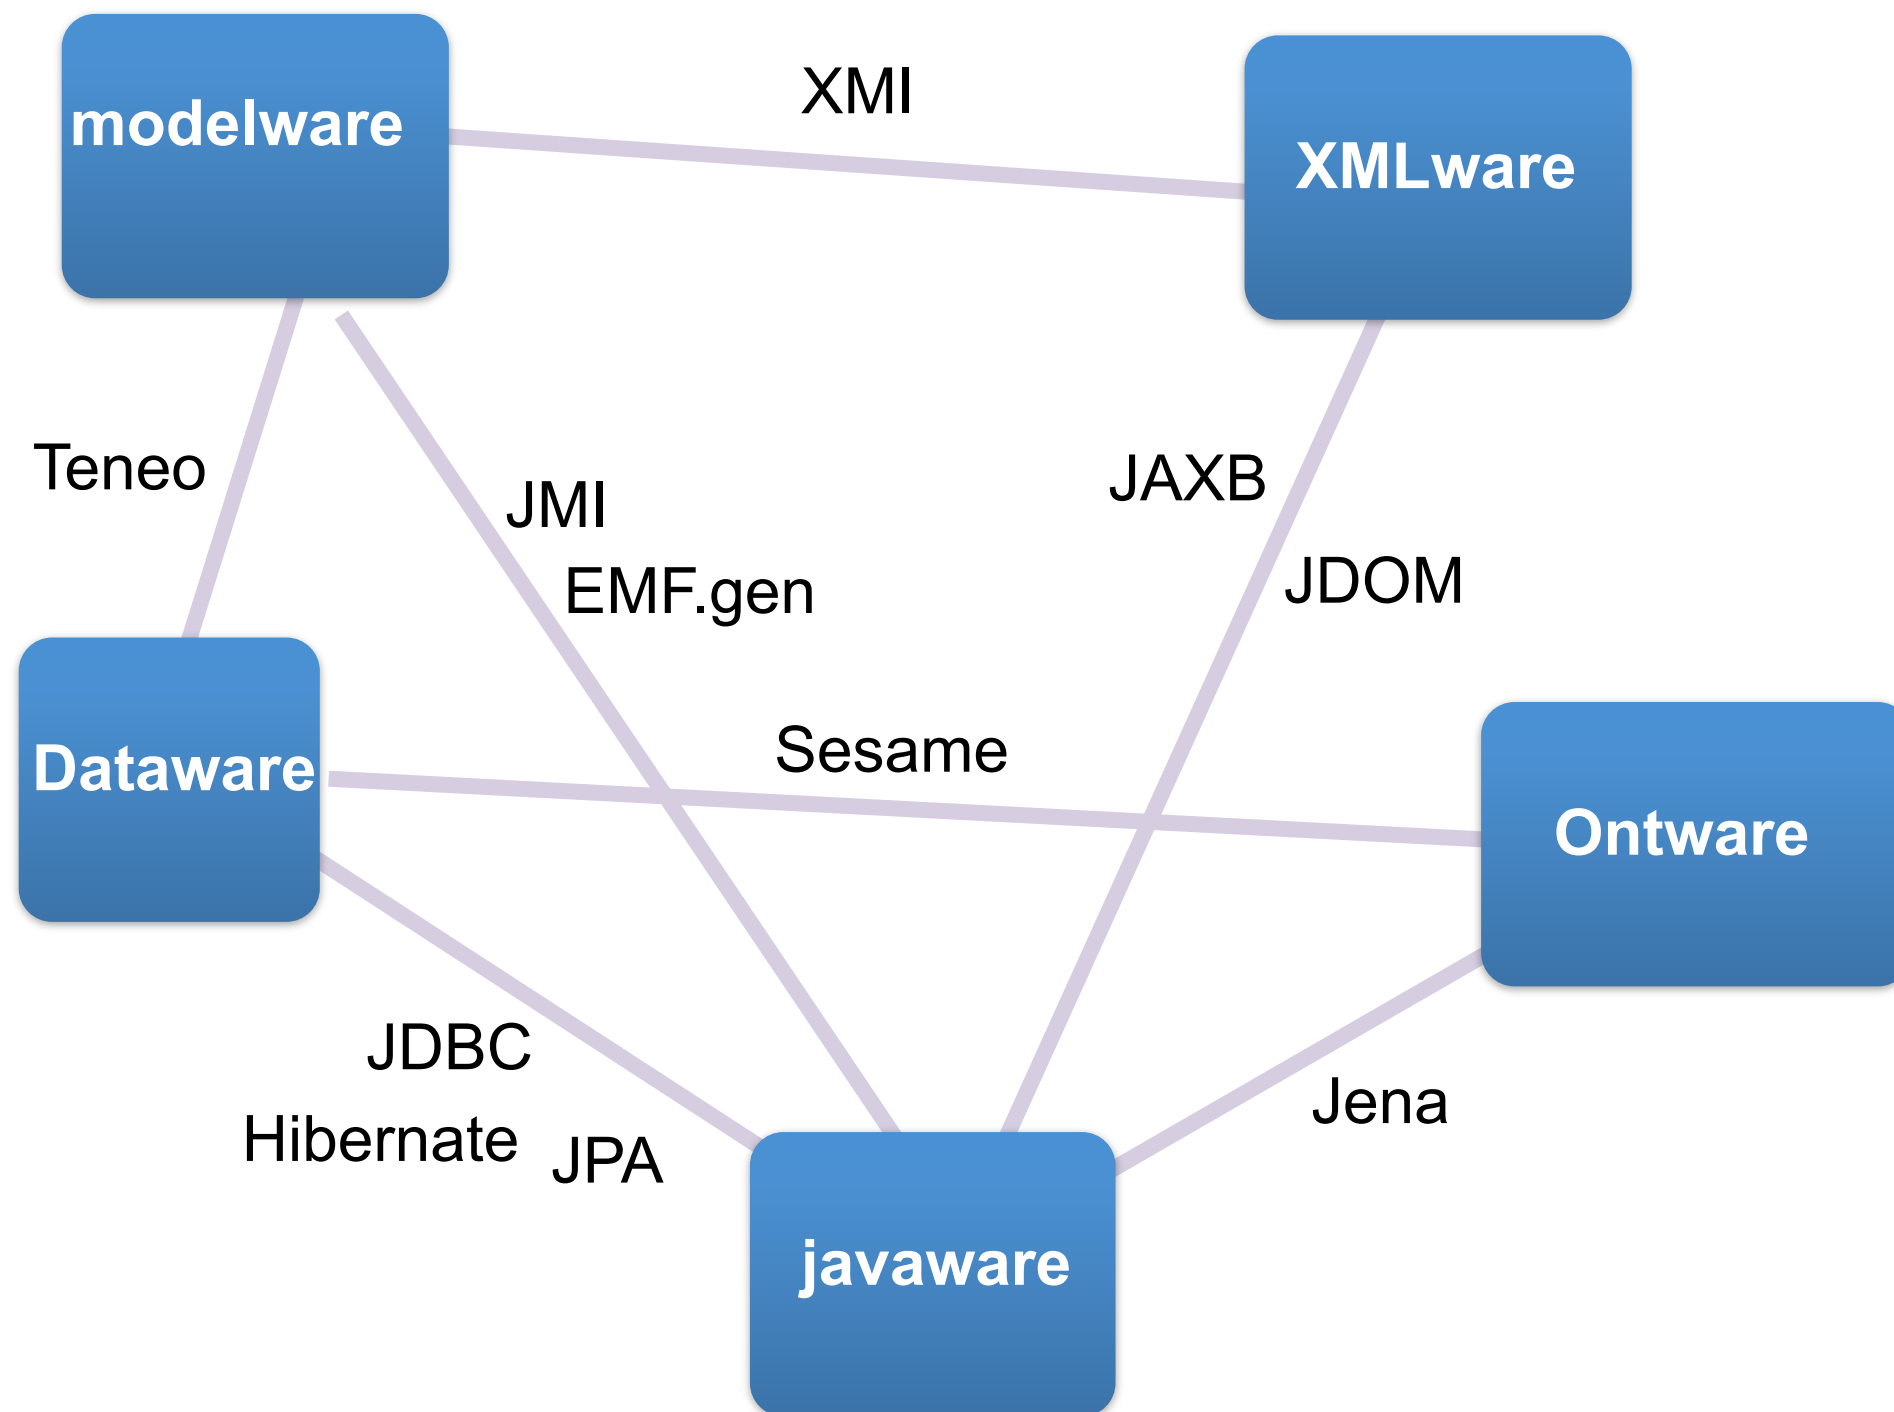 XMI
modelware
XMLware
Teneo
JMI
JAXB
EMF.gen
JDOM
Sesame
Dataware
Ontware
JDBC
Jena
Hibernate
JPA
javaware